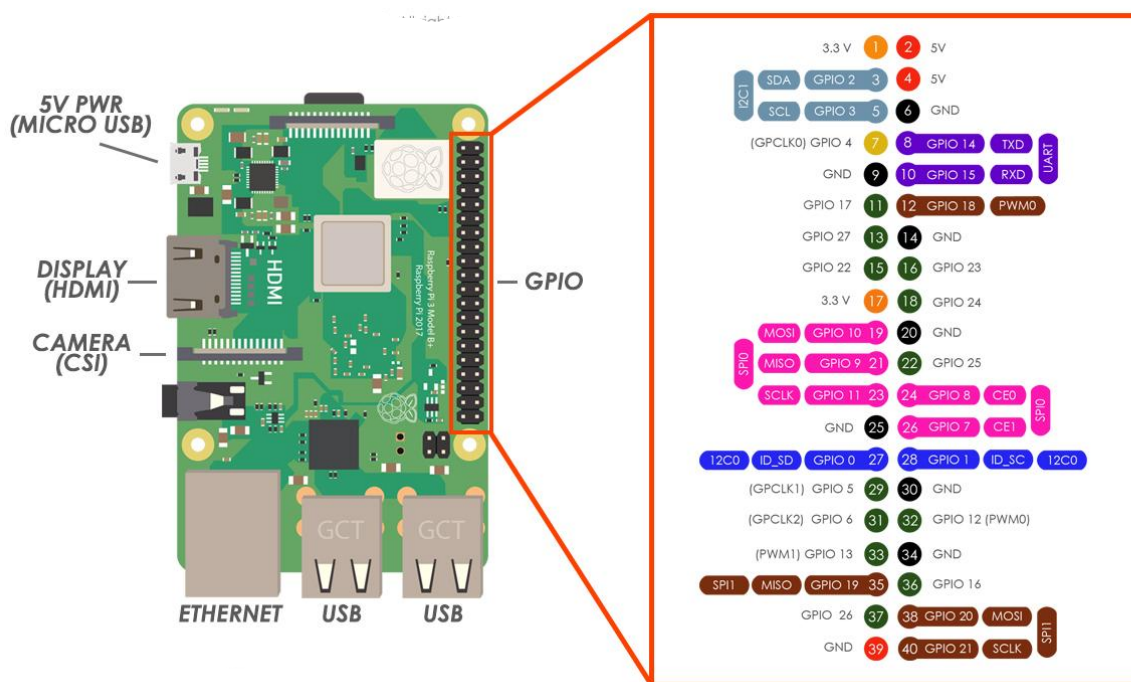 5V PWR
(MICRO USB)
DISPLAY
(HDMI)
CAMERA
(CSI)
HDMI
Raspberry Pi 3 Model B+
Raspberry Pi 2017
GPIO
GCT
GCT
ETHERNET
USB
USB
3.3 V 1 2 5V
I2C1 SDA GPIO 2 3 4 5V
SCL GPIO 3 5 6 GND
(GPCLK0) GPIO 4 7 8 GPIO 14 TXD UART
GND 9 10 GPIO 15 RXD
GPIO 17 11 12 GPIO 18 PWM0
GPIO 27 13 14 GND
GPIO 22 15 16 GPIO 23
3.3 V 17 18 GPIO 24
MOSI GPIO 10 19 20 GND
SPI0 MISO GPIO 9 21 22 GPIO 25
SCLK GPIO 11 23 24 GPIO 8 CE0 SPI0
GND 25 26 GPIO 7 CE1
12C0 ID_SD GPIO 0 27 28 GPIO 1 ID_SC 12C0
(GPCLK1) GPIO 5 29 30 GND
(GPCLK2) GPIO 6 31 32 GPIO 12 (PWM0)
(PWM1) GPIO 13 33 34 GND
SPI1 MISO GPIO 19 35 36 GPIO 16
GPIO 26 37 38 GPIO 20 MOSI SPI1
GND 39 40 GPIO 21 SCLK